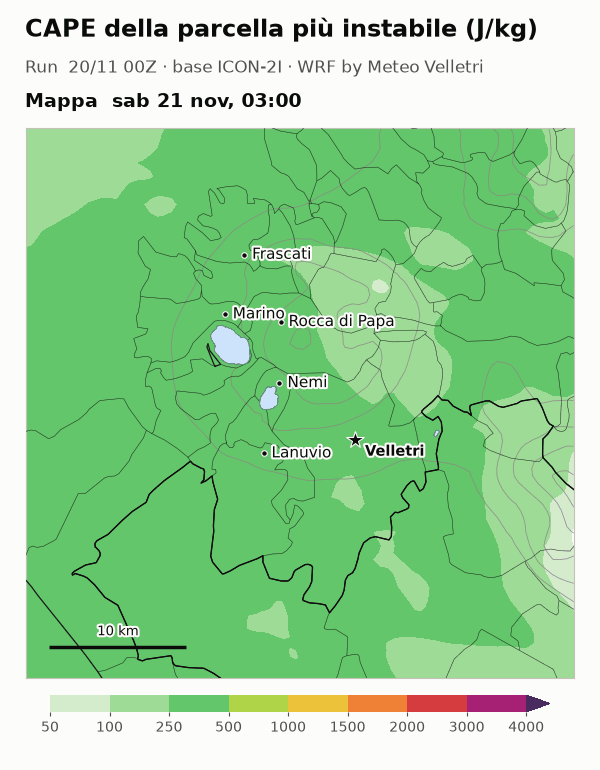 CAPE della parcella più instabile (J/kg)
Run  20/11 00Z · base ICON-2I · WRF by Meteo Velletri
Mappa  sab 21 nov, 03:00
Frascati
Marino
Rocca di Papa
Nemi
Velletri
Lanuvio
10 km
50 100 250 500 1000 1500 2000 3000 4000